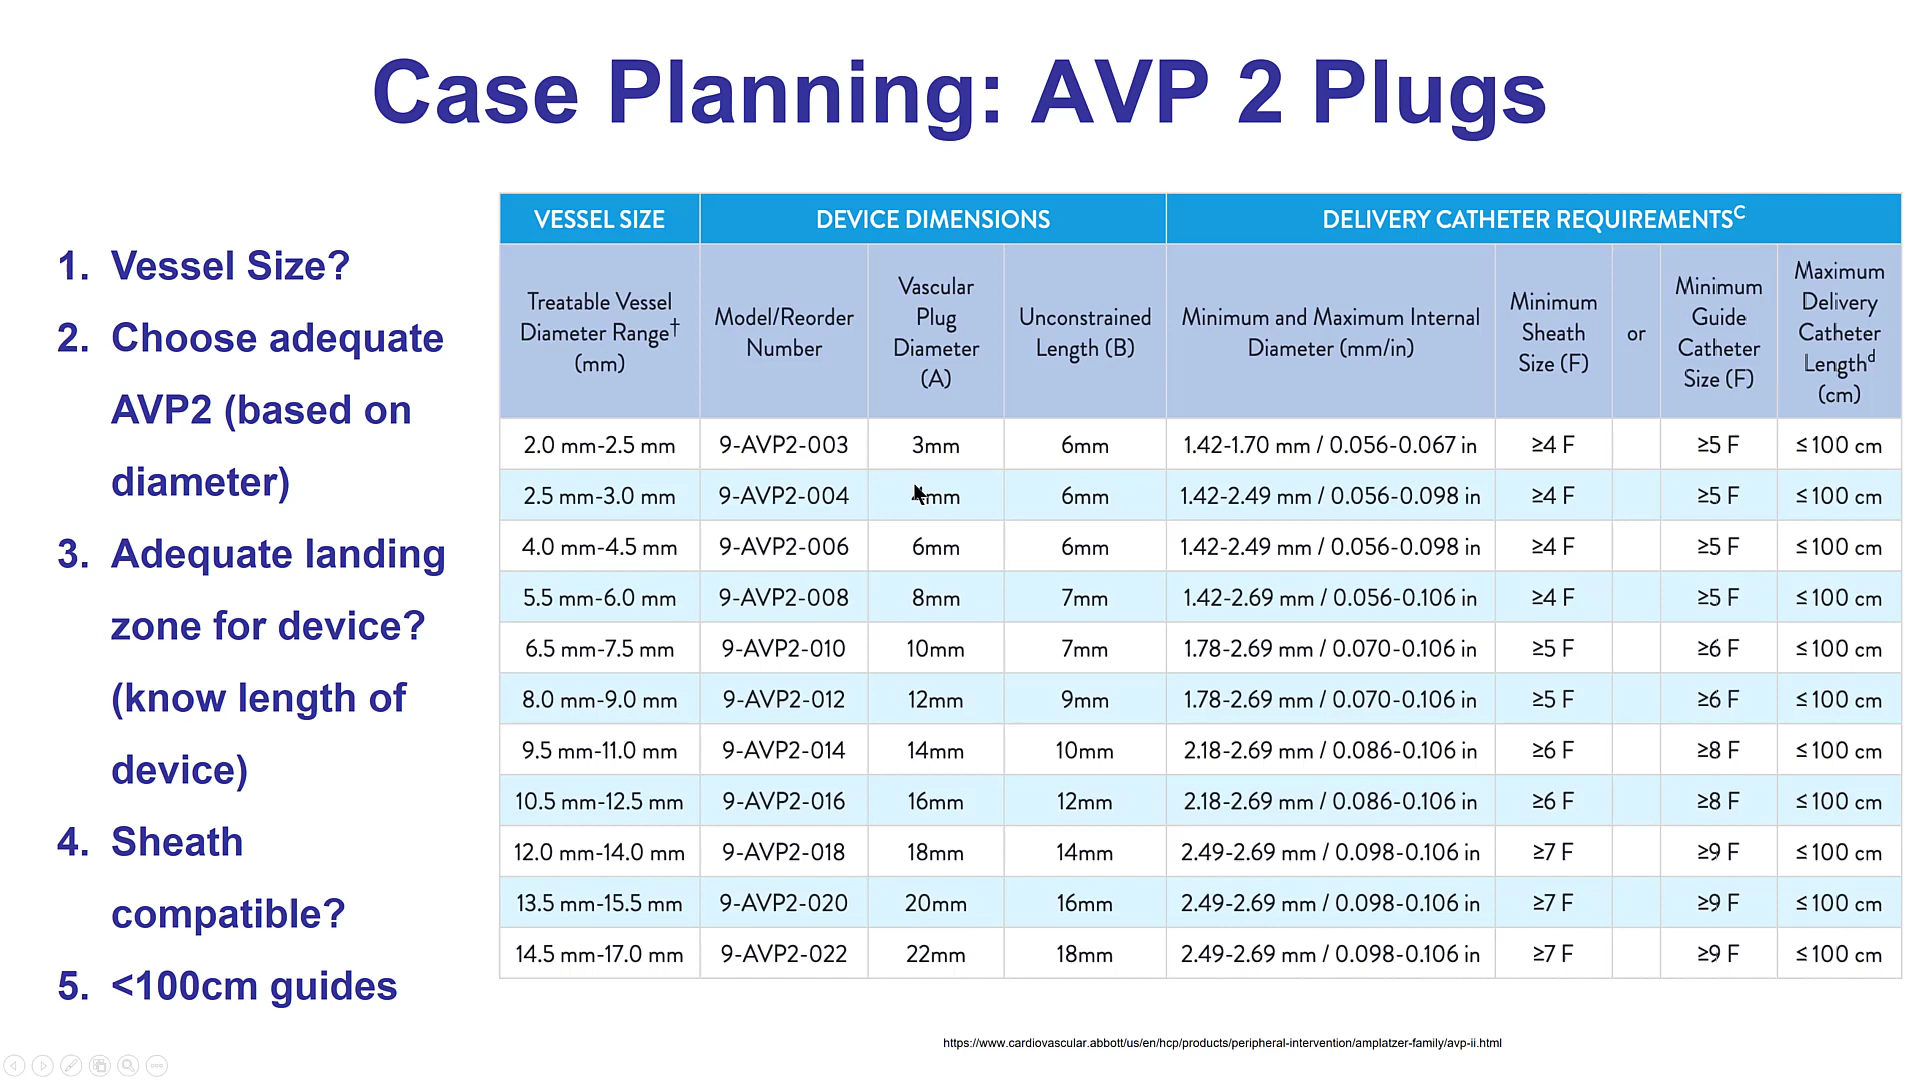 Case Planning: AVP 2 Plugs
1. Vessel Size?
2. Choose adequate
AVP2 (based on
diameter)
3. Adequate landing
zone for device?
(know length of
device)
4. Sheath
compatible?
5. <100cm guides
VESSEL SIZE DEVICE DIMENSIONS DELIVERY CATHETER REQUIREMENTSC
Treatable Vessel
Diameter Range†
(mm)
Model/Reorder
Number
Vascular
Plug
Diameter
(A)
Unconstrained
Length (B)
Minimum and Maximum Internal
Diameter (mm/in)
Minimum
Sheath
Size (F)
or
Minimum
Guide
Catheter
Size (F)
Maximum
Delivery
Catheter
Lengthd
(cm)
2.0 mm-2.5 mm 9-AVP2-003 3mm 6mm 1.42-1.70 mm / 0.056-0.067 in ≥4 F ≥5 F ≤100 cm
2.5 mm-3.0 mm 9-AVP2-004 mm 6mm 1.42-2.49 mm / 0.056-0.098 in ≥4 F ≥5 F ≤100 cm
4.0 mm-4.5 mm 9-AVP2-006 6mm 6mm 1.42-2.49 mm / 0.056-0.098 in ≥4 F ≥5 F ≤100 cm
5.5 mm-6.0 mm 9-AVP2-008 8mm 7mm 1.42-2.69 mm / 0.056-0.106 in ≥4 F ≥5 F ≤100 cm
6.5 mm-7.5 mm 9-AVP2-010 10mm 7mm 1.78-2.69 mm / 0.070-0.106 in ≥5 F ≥6 F ≤100 cm
8.0 mm-9.0 mm 9-AVP2-012 12mm 9mm 1.78-2.69 mm / 0.070-0.106 in ≥5 F ≥6 F ≤100 cm
9.5 mm-11.0 mm 9-AVP2-014 14mm 10mm 2.18-2.69 mm / 0.086-0.106 in ≥6 F ≥8 F ≤100 cm
10.5 mm-12.5 mm 9-AVP2-016 16mm 12mm 2.18-2.69 mm / 0.086-0.106 in ≥6 F ≥8 F ≤100 cm
12.0 mm-14.0 mm 9-AVP2-018 18mm 14mm 2.49-2.69 mm / 0.098-0.106 in ≥7 F ≥9 F ≤100 cm
13.5 mm-15.5 mm 9-AVP2-020 20mm 16mm 2.49-2.69 mm / 0.098-0.106 in ≥7 F ≥9 F ≤100 cm
14.5 mm-17.0 mm 9-AVP2-022 22mm 18mm 2.49-2.69 mm / 0.098-0.106 in ≥7 F ≥9 F ≤100 cm
https://www.cardiovascular.abbott/us/en/hcp/products/peripheral-intervention/amplatzer-family/avp-ii.html